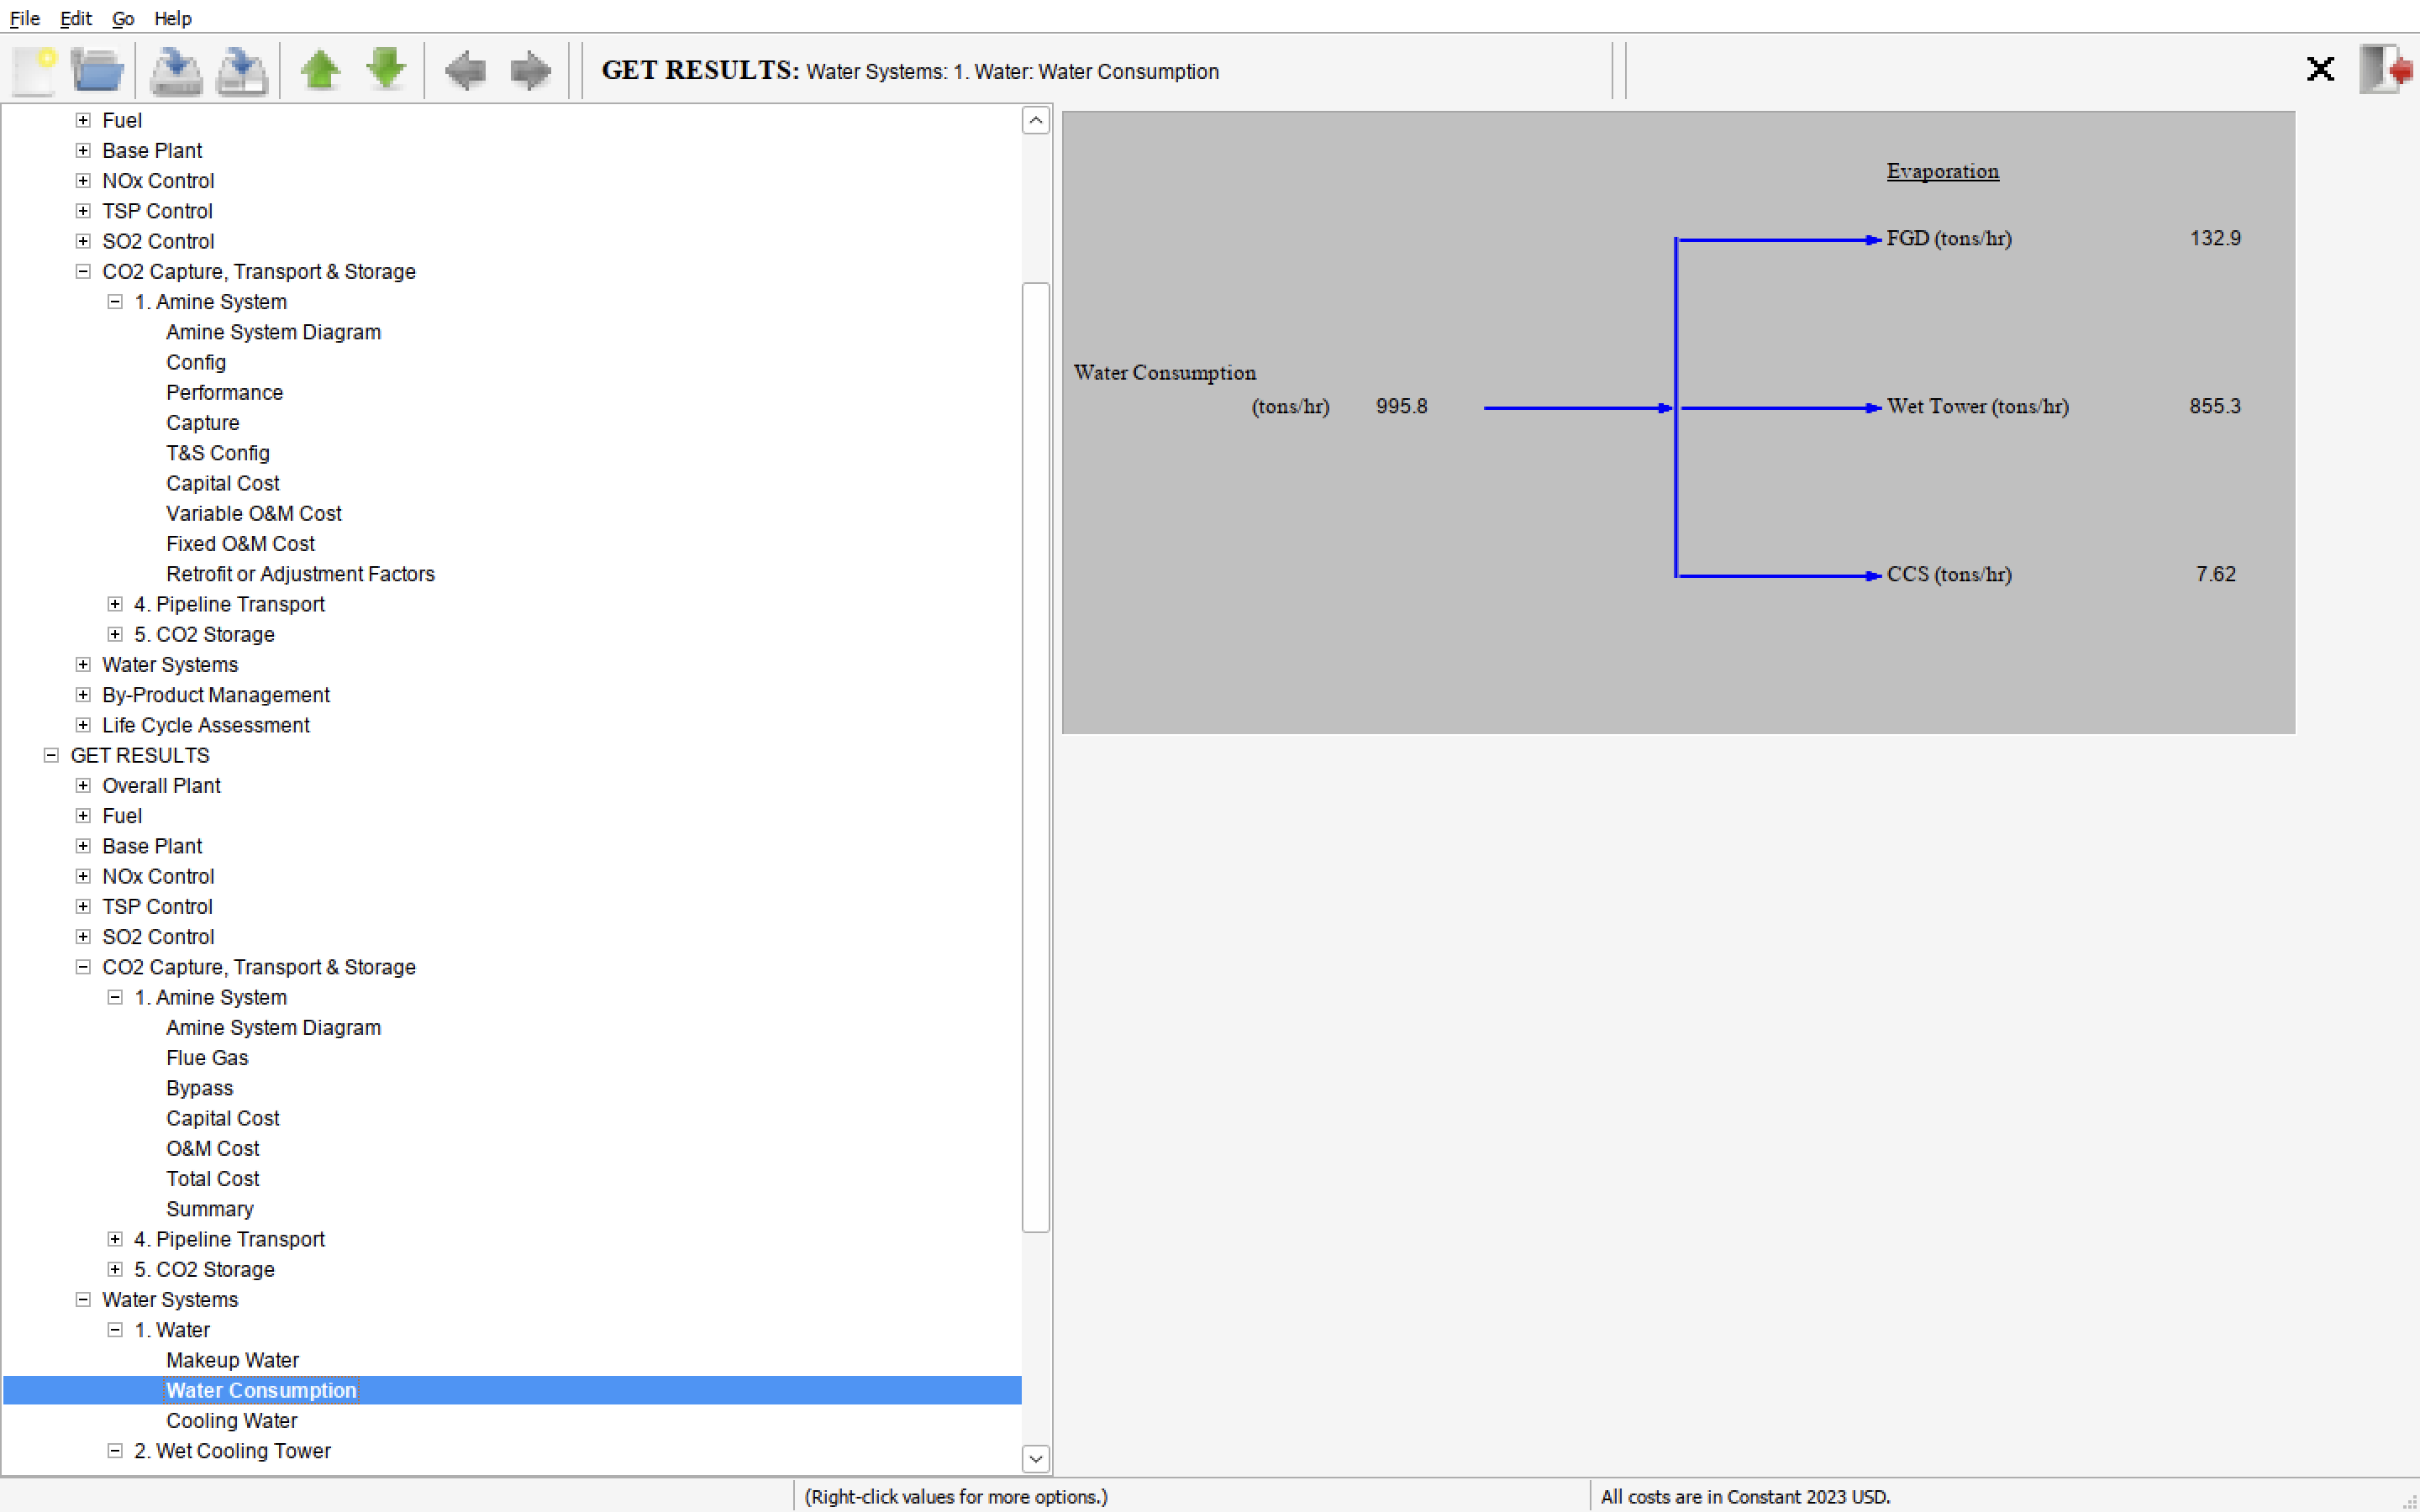 File Edit Go Help
GET RESULTS: Water Systems: 1. Water: Water Consumption
Fuel
Base Plant
NOx Control
TSP Control
SO2 Control
CO2 Capture, Transport & Storage
1. Amine System
Amine System Diagram
Config
Performance
Capture
T&S Config
Capital Cost
Variable O&M Cost
Fixed O&M Cost
Retrofit or Adjustment Factors
4. Pipeline Transport
5. CO2 Storage
Water Systems
By-Product Management
Life Cycle Assessment
GET RESULTS
Overall Plant
Fuel
Base Plant
NOx Control
TSP Control
SO2 Control
CO2 Capture, Transport & Storage
1. Amine System
Amine System Diagram
Flue Gas
Bypass
Capital Cost
O&M Cost
Total Cost
Summary
4. Pipeline Transport
5. CO2 Storage
Water Systems
1. Water
Makeup Water
Water Consumption
Cooling Water
2. Wet Cooling Tower
Evaporation
FGD (tons/hr) 132.9
Water Consumption
(tons/hr) 995.8
Wet Tower (tons/hr) 855.3
CCS (tons/hr) 7.62
(Right-click values for more options.)
All costs are in Constant 2023 USD.